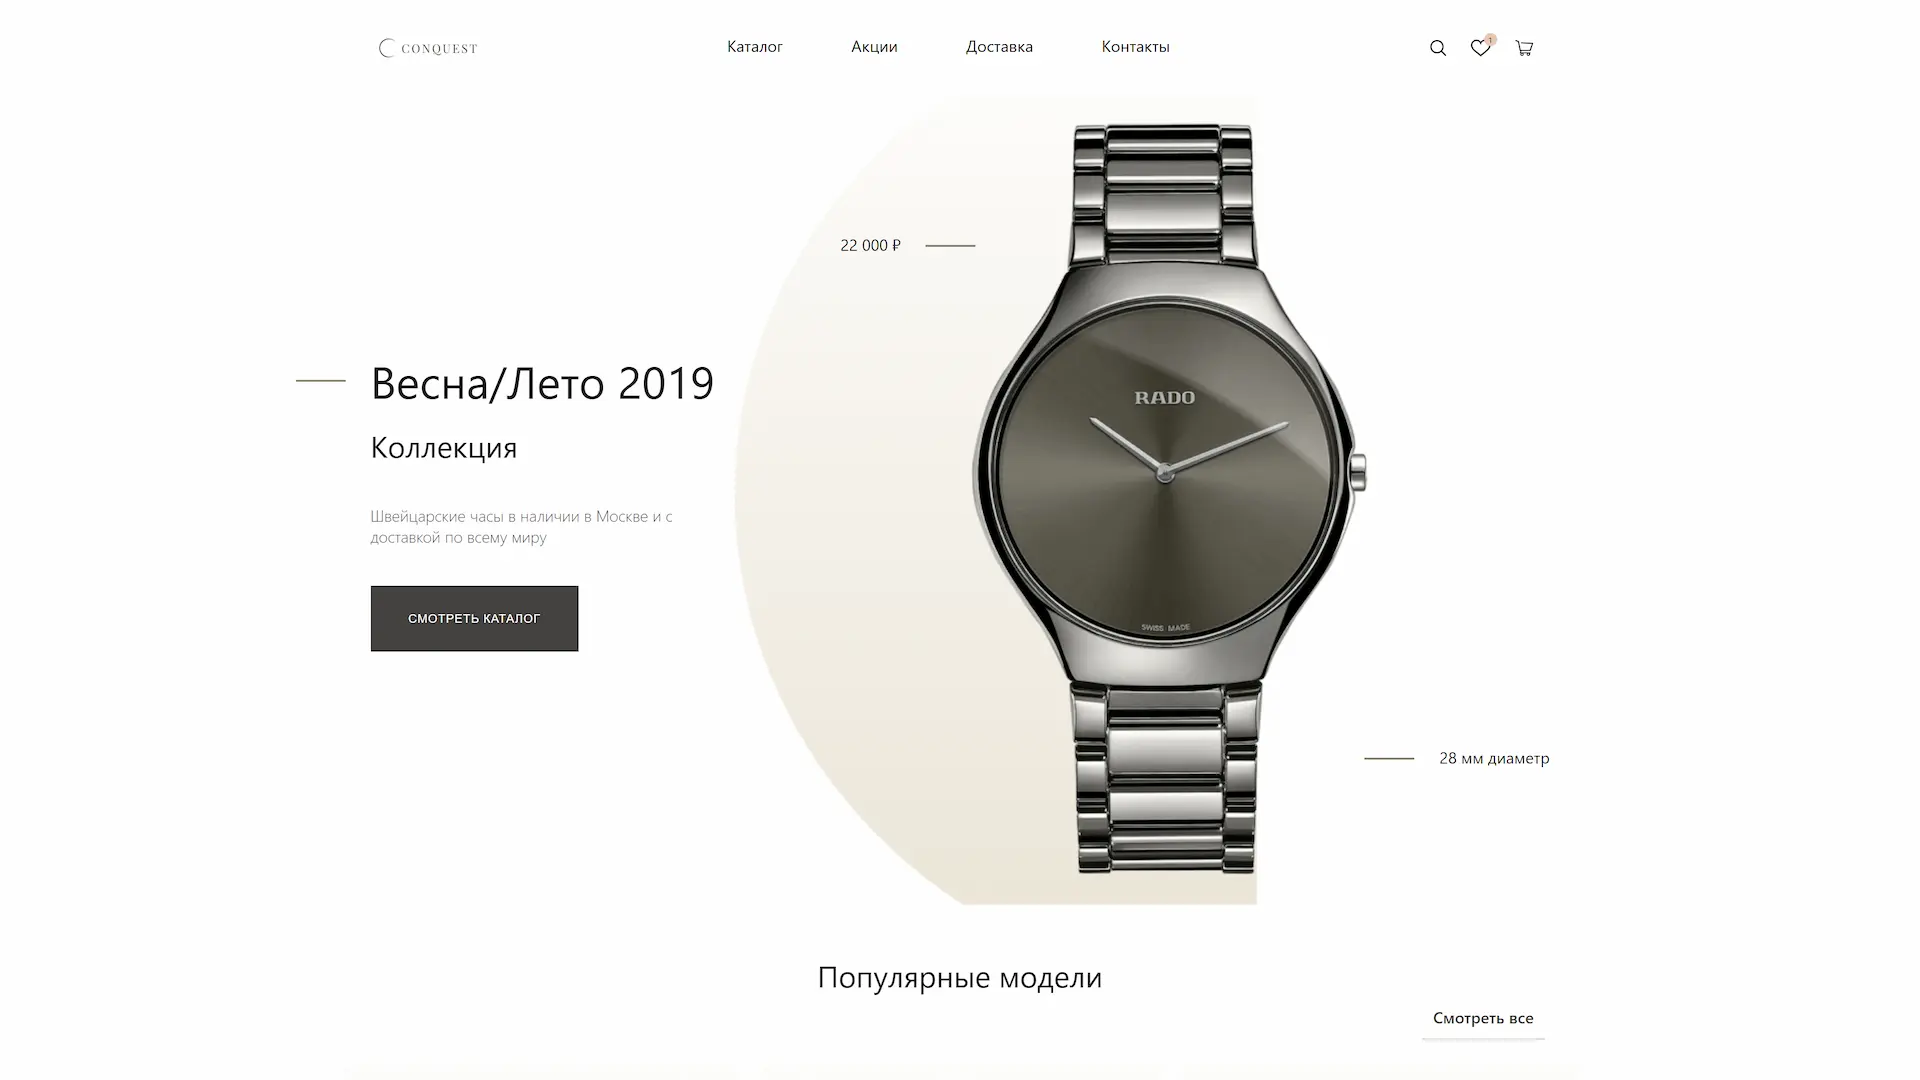 CONQUEST
Каталог
Акции
Доставка
Контакты
1
22 000 ₽
Весна/Лето 2019
Коллекция
Швейцарские часы в наличии в Москве и с
доставкой по всему миру
СМОТРЕТЬ КАТАЛОГ
RADO
SWISS MADE
28 мм диаметр
Популярные модели
Смотреть все